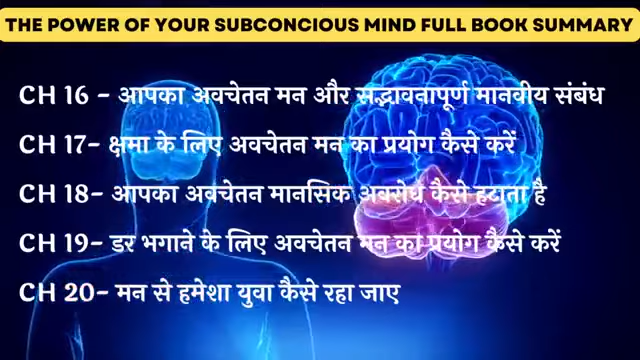 THE POWER OF YOUR SUBCONCIOUS MIND FULL BOOK SUMMARY
CH 16 - आपका अवचेतन मन और सद्भावनापूर्ण मानवीय संबंध
CH 17- क्षमा के लिए अवचेतन मन का प्रयोग कैसे करें
CH 18- आपका अवचेतन मानसिक अवरोध कैसे हटाता है
CH 19- डर भगाने के लिए अवचेतन मन का प्रयोग कैसे करें
CH 20- मन से हमेशा युवा कैसे रहा जाए